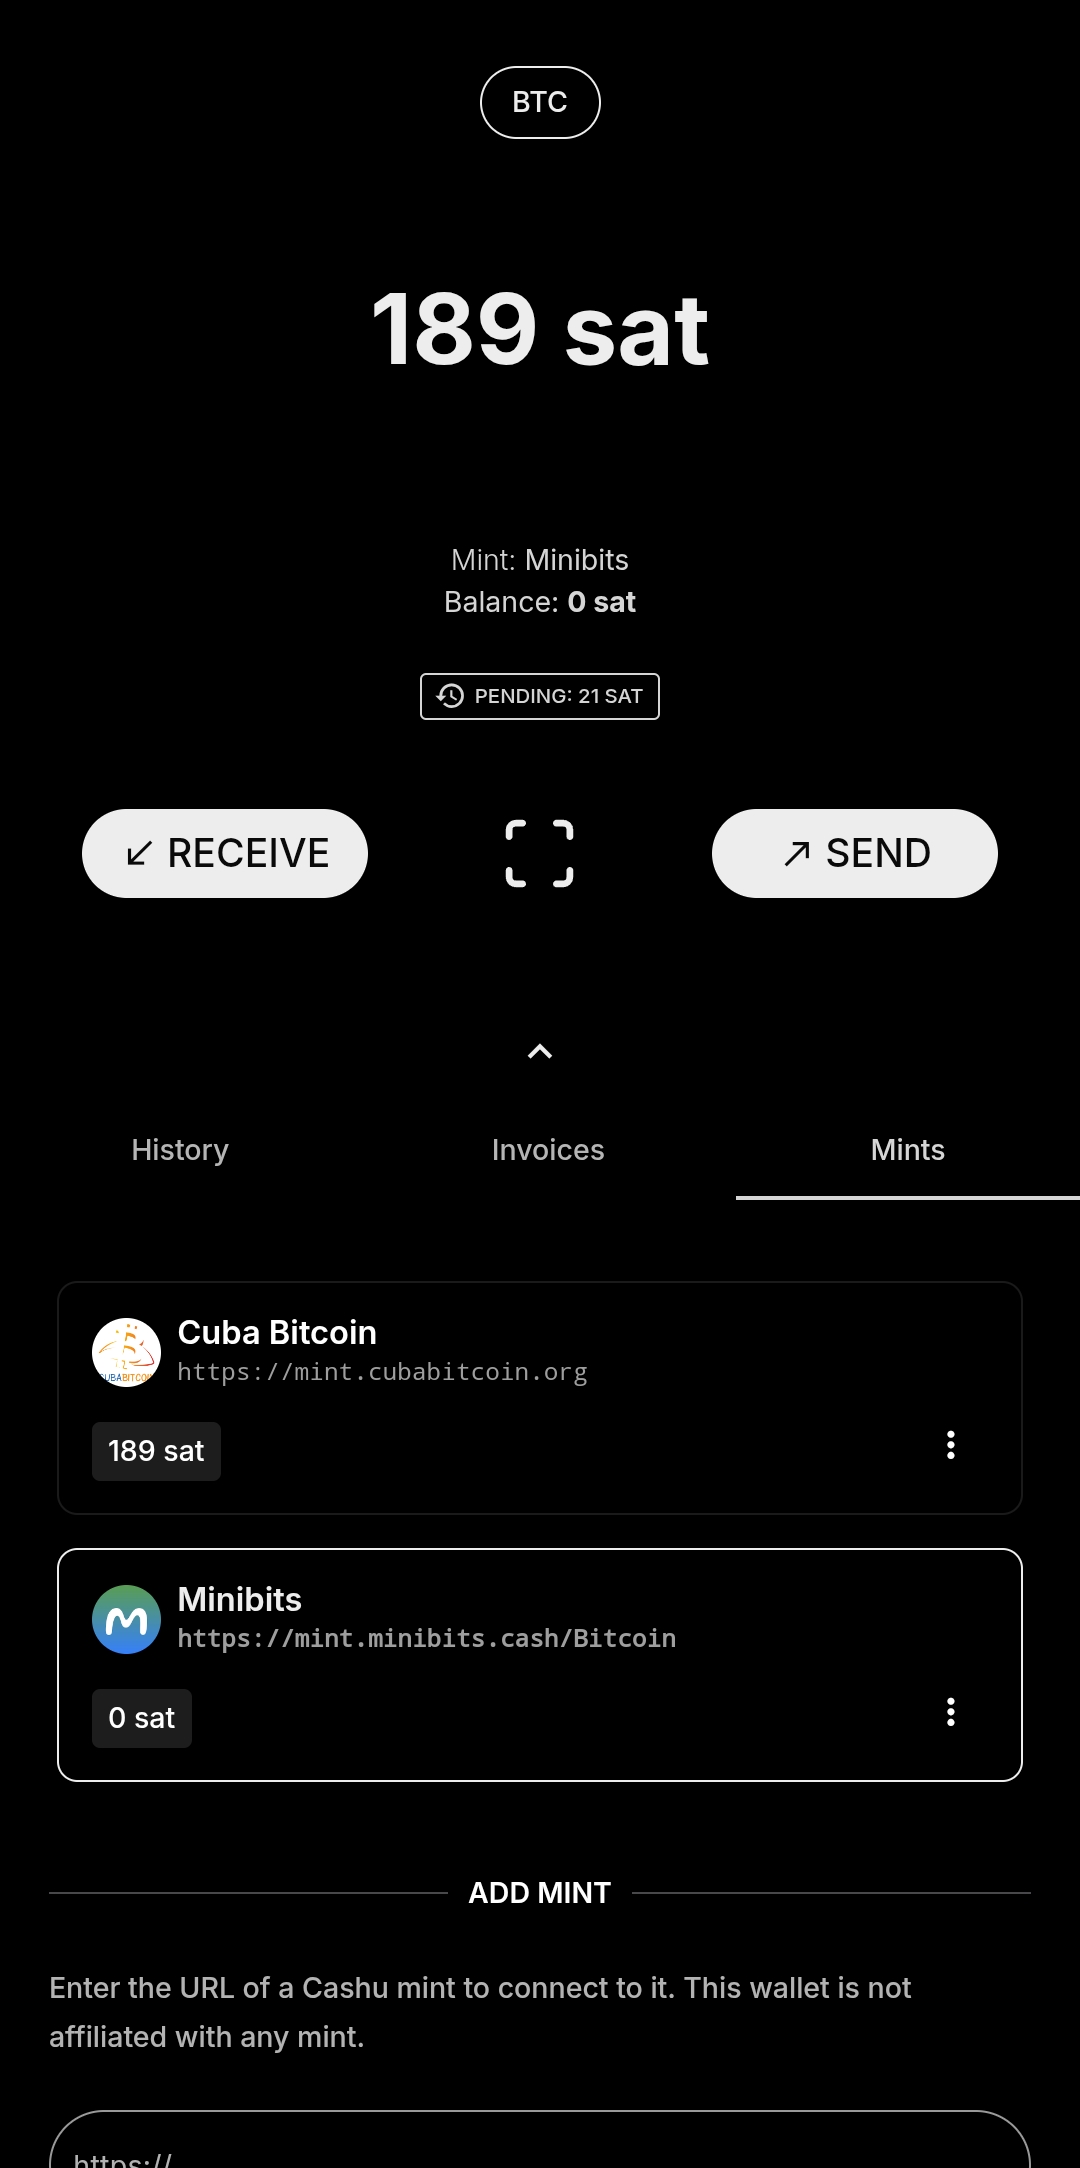 BTC
189 sat
Mint: Minibits
Balance: 0 sat
PENDING: 21 SAT
RECEIVE
SEND
History
Invoices
Mints
Cuba Bitcoin
https://mint.cubabitcoin.org
189 sat
Minibits
https://mint.minibits.cash/Bitcoin
0 sat
ADD MINT
Enter the URL of a Cashu mint to connect to it. This wallet is not
affiliated with any mint.
https://